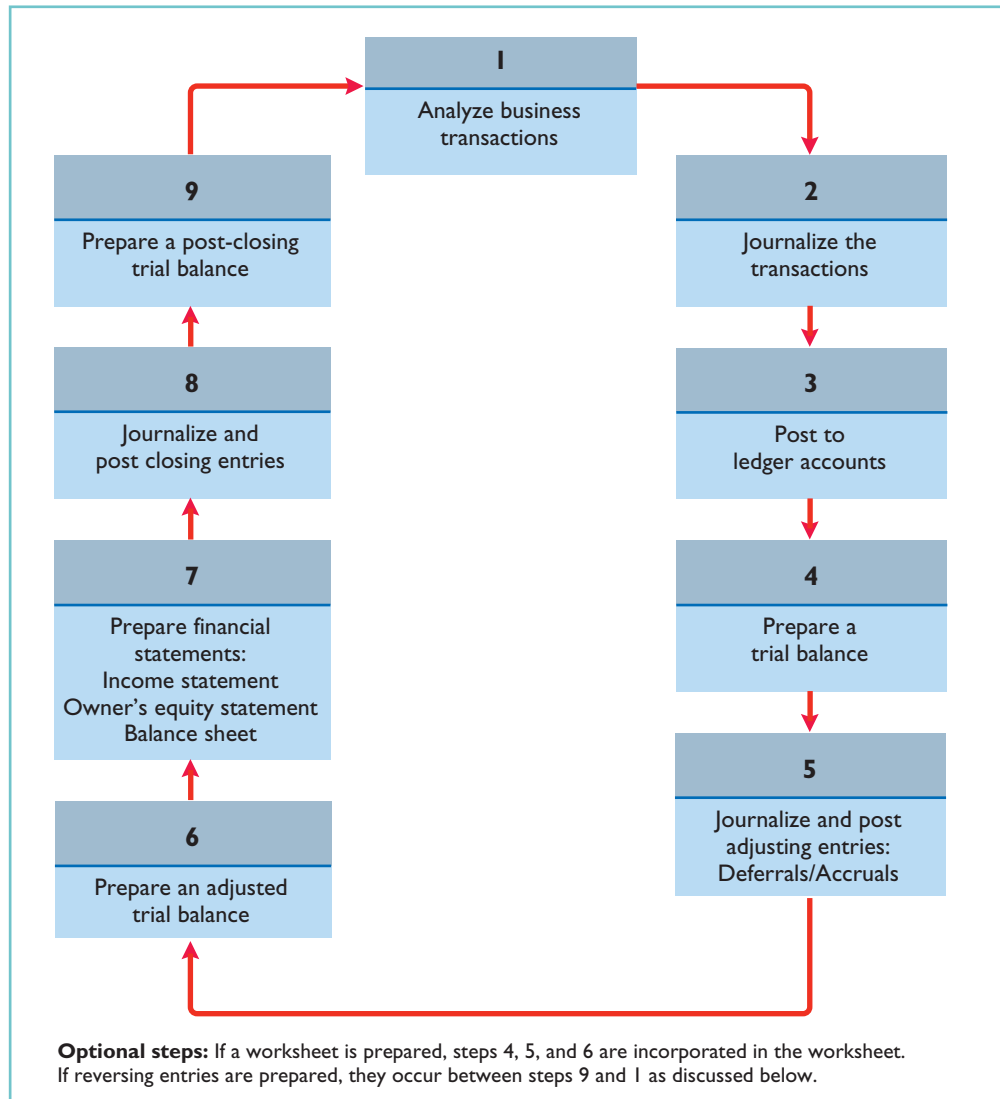 1
Analyze business
transactions
2
Journalize the
transactions
3
Post to
ledger accounts
4
Prepare a
trial balance
5
Journalize and post
adjusting entries:
Deferrals/Accruals
6
Prepare an adjusted
trial balance
7
Prepare financial
statements:
Income statement
Owner’s equity statement
Balance sheet
8
Journalize and
post closing entries
9
Prepare a post-closing
trial balance
Optional steps: If a worksheet is prepared, steps 4, 5, and 6 are incorporated in the worksheet.
If reversing entries are prepared, they occur between steps 9 and 1 as discussed below.